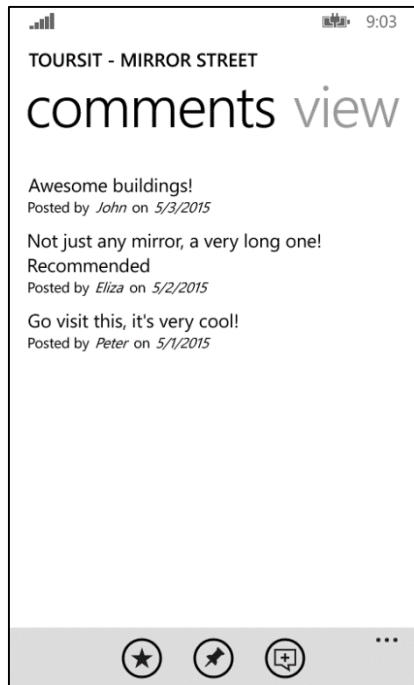 9:03
TOURSIT - MIRROR STREET
comments view
Awesome buildings!
Posted by John on 5/3/2015
Not just any mirror, a very long one!
Recommended
Posted by Eliza on 5/2/2015
Go visit this, it's very cool!
Posted by Peter on 5/1/2015